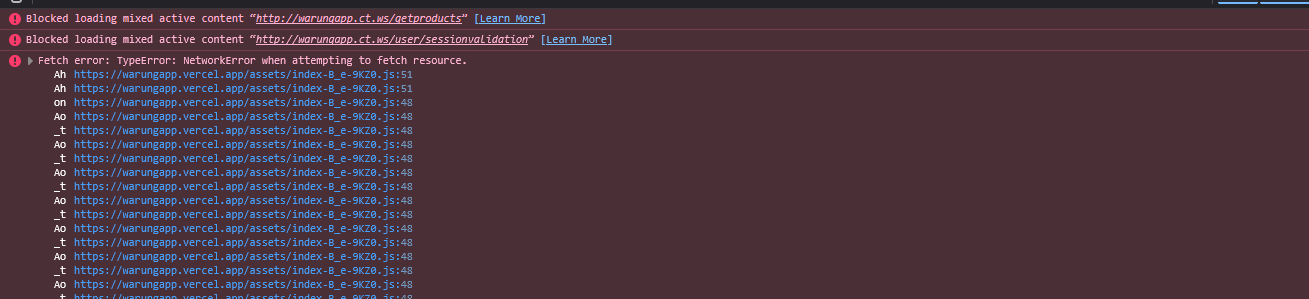 Blocked loading mixed active content “http://warungapp.ct.ws/getproducts” [Learn More]
Blocked loading mixed active content “http://warungapp.ct.ws/user/sessionvalidation” [Learn More]
Fetch error: TypeError: NetworkError when attempting to fetch resource.
Ah https://warungapp.vercel.app/assets/index-B_e-9KZ0.js:51
Ah https://warungapp.vercel.app/assets/index-B_e-9KZ0.js:51
on https://warungapp.vercel.app/assets/index-B_e-9KZ0.js:48
Ao https://warungapp.vercel.app/assets/index-B_e-9KZ0.js:48
_t https://warungapp.vercel.app/assets/index-B_e-9KZ0.js:48
Ao https://warungapp.vercel.app/assets/index-B_e-9KZ0.js:48
_t https://warungapp.vercel.app/assets/index-B_e-9KZ0.js:48
Ao https://warungapp.vercel.app/assets/index-B_e-9KZ0.js:48
_t https://warungapp.vercel.app/assets/index-B_e-9KZ0.js:48
Ao https://warungapp.vercel.app/assets/index-B_e-9KZ0.js:48
_t https://warungapp.vercel.app/assets/index-B_e-9KZ0.js:48
Ao https://warungapp.vercel.app/assets/index-B_e-9KZ0.js:48
_t https://warungapp.vercel.app/assets/index-B_e-9KZ0.js:48
Ao https://warungapp.vercel.app/assets/index-B_e-9KZ0.js:48
_t https://warungapp.vercel.app/assets/index-B_e-9KZ0.js:48
Ao https://warungapp.vercel.app/assets/index-B_e-9KZ0.js:48
_t https://warungapp.vercel.app/assets/index-B_e-9KZ0.js:48